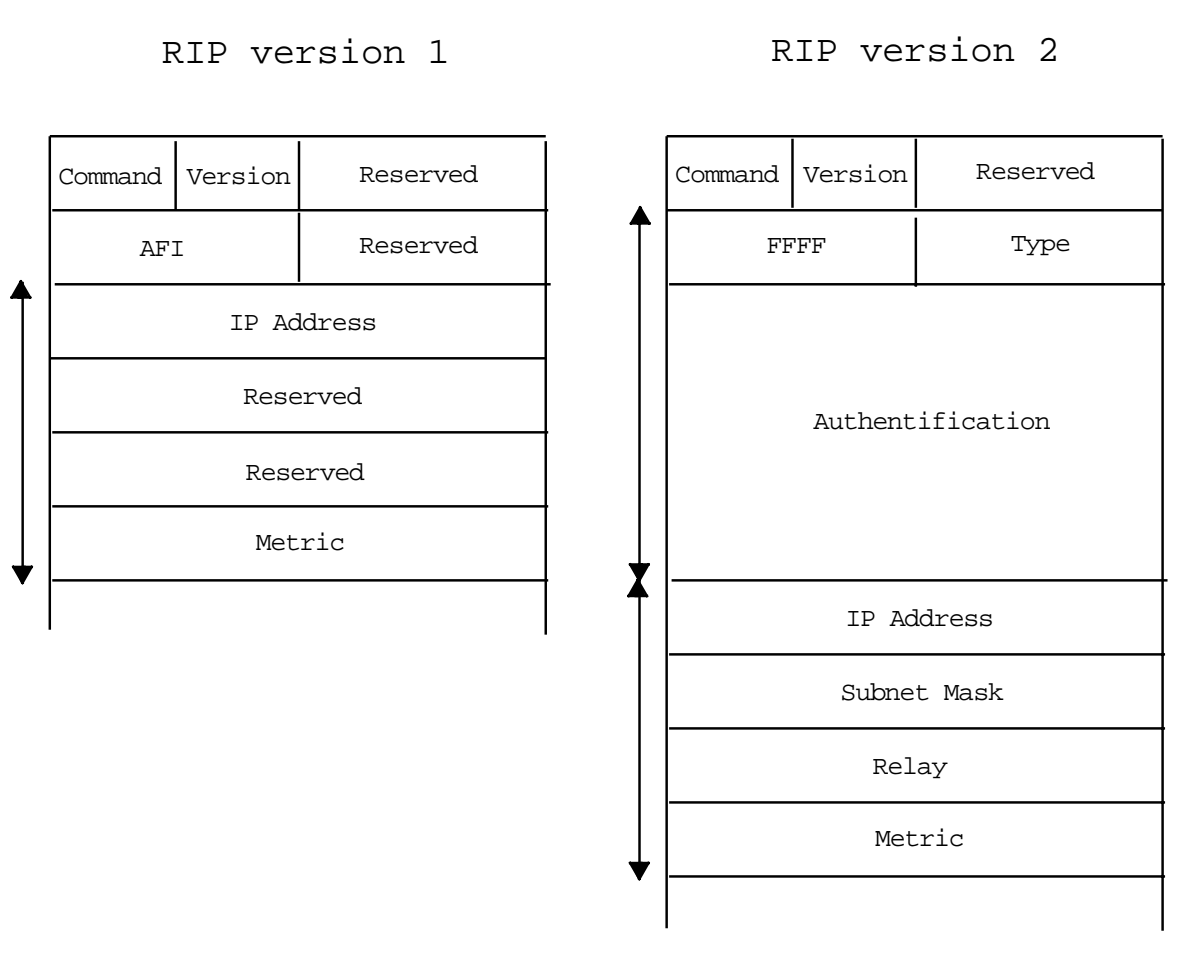 RIP version 1
Command Version Reserved
AFI Reserved
IP Address
Reserved
Reserved
Metric
RIP version 2
Command Version Reserved
FFFF Type
Authentification
IP Address
Subnet Mask
Relay
Metric